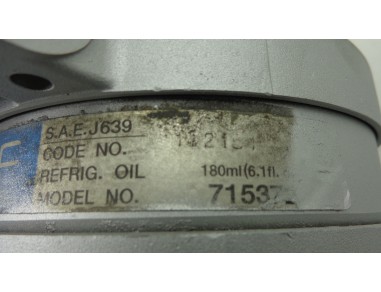 S.A.E.J639
CODE NO.
REFRIG. OIL 180ml(6.1fl.
MODEL NO. 71537